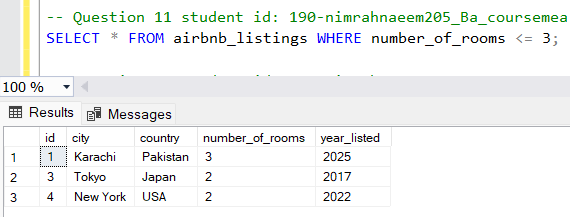 -- Question 11 student id: 190-nimrahnaeem205_Ba_coursemea
SELECT * FROM airbnb_listings WHERE number_of_rooms <= 3;
100 %
Results Messages
id city country number_of_rooms year_listed
1 1 Karachi Pakistan 3 2025
2 3 Tokyo Japan 2 2017
3 4 New York USA 2 2022